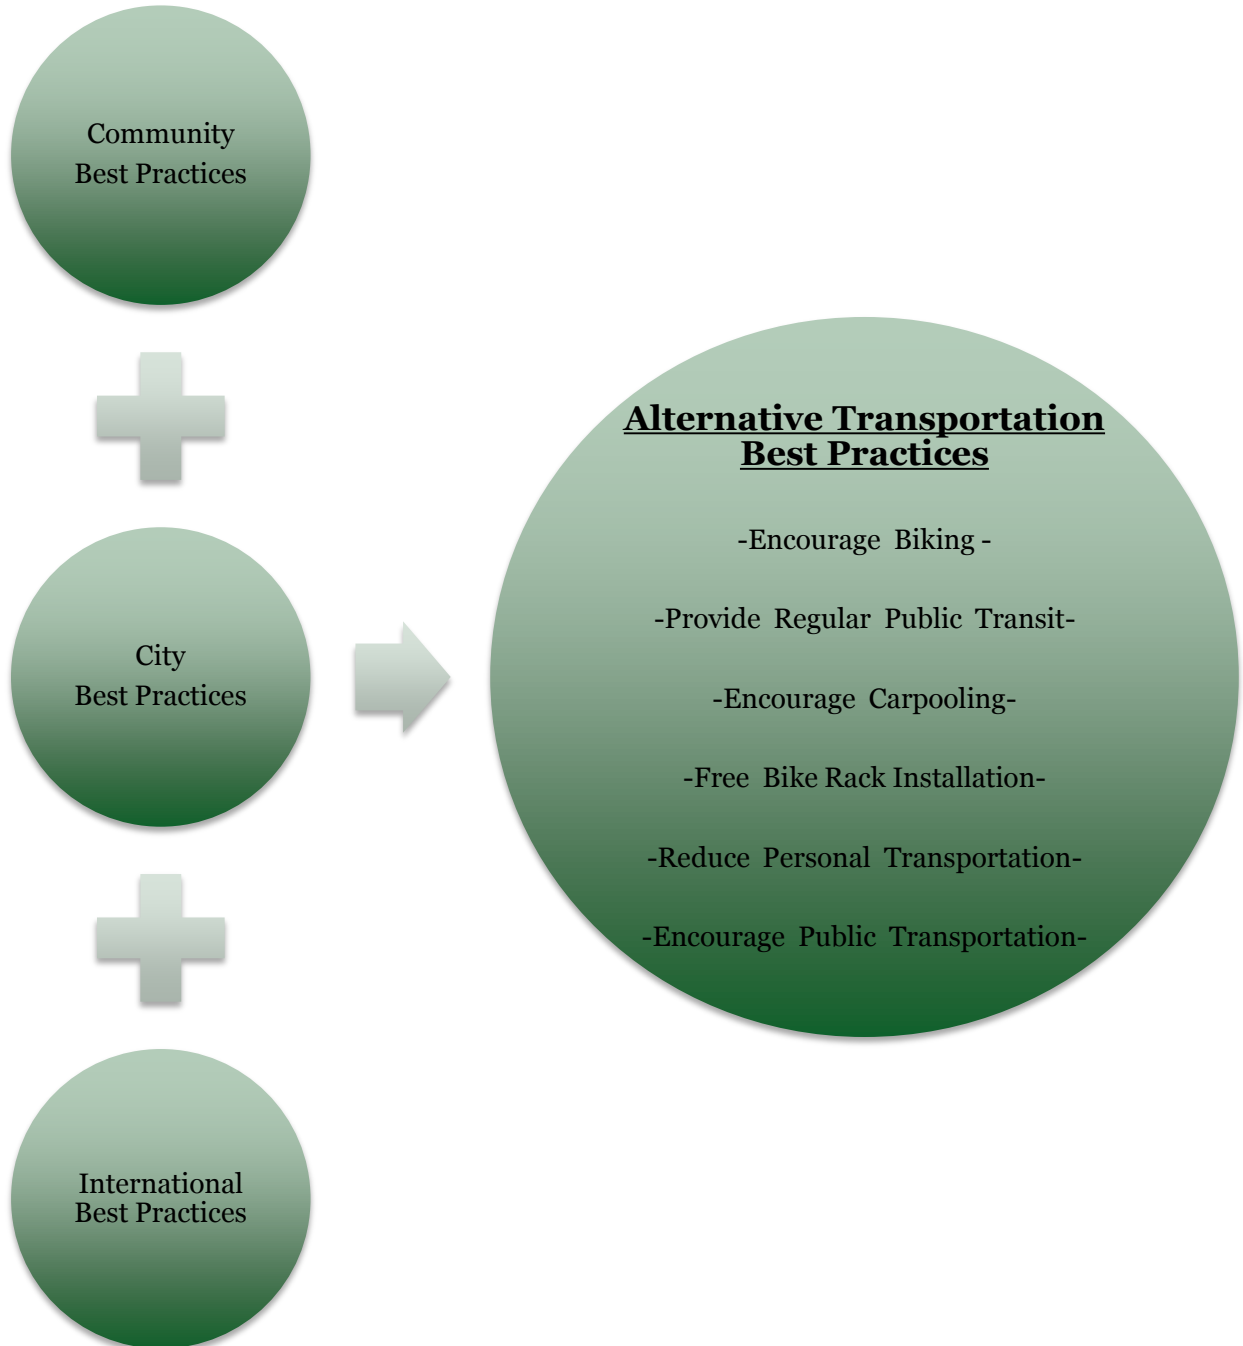 Community
Best Practices
City
Best Practices
International
Best Practices
Alternative Transportation
Best Practices
-Encourage Biking -
-Provide Regular Public Transit-
-Encourage Carpooling-
-Free Bike Rack Installation-
-Reduce Personal Transportation-
-Encourage Public Transportation-